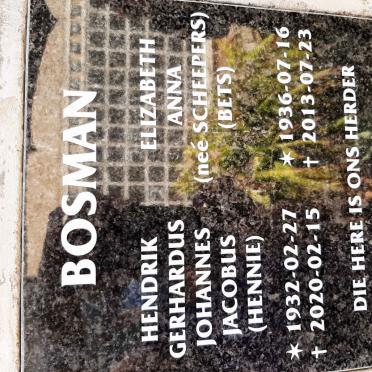 BOSMAN
HENDRIK
GERHARDUS
JOHANNES
JACOBUS
(HENNIE)
✶ 1932-02-27
† 2020-02-15
ELIZABETH
ANNA
(neé SCHEEPERS)
(BETS)
✶ 1936-07-16
† 2013-07-23
DIE HERE IS ONS HERDER